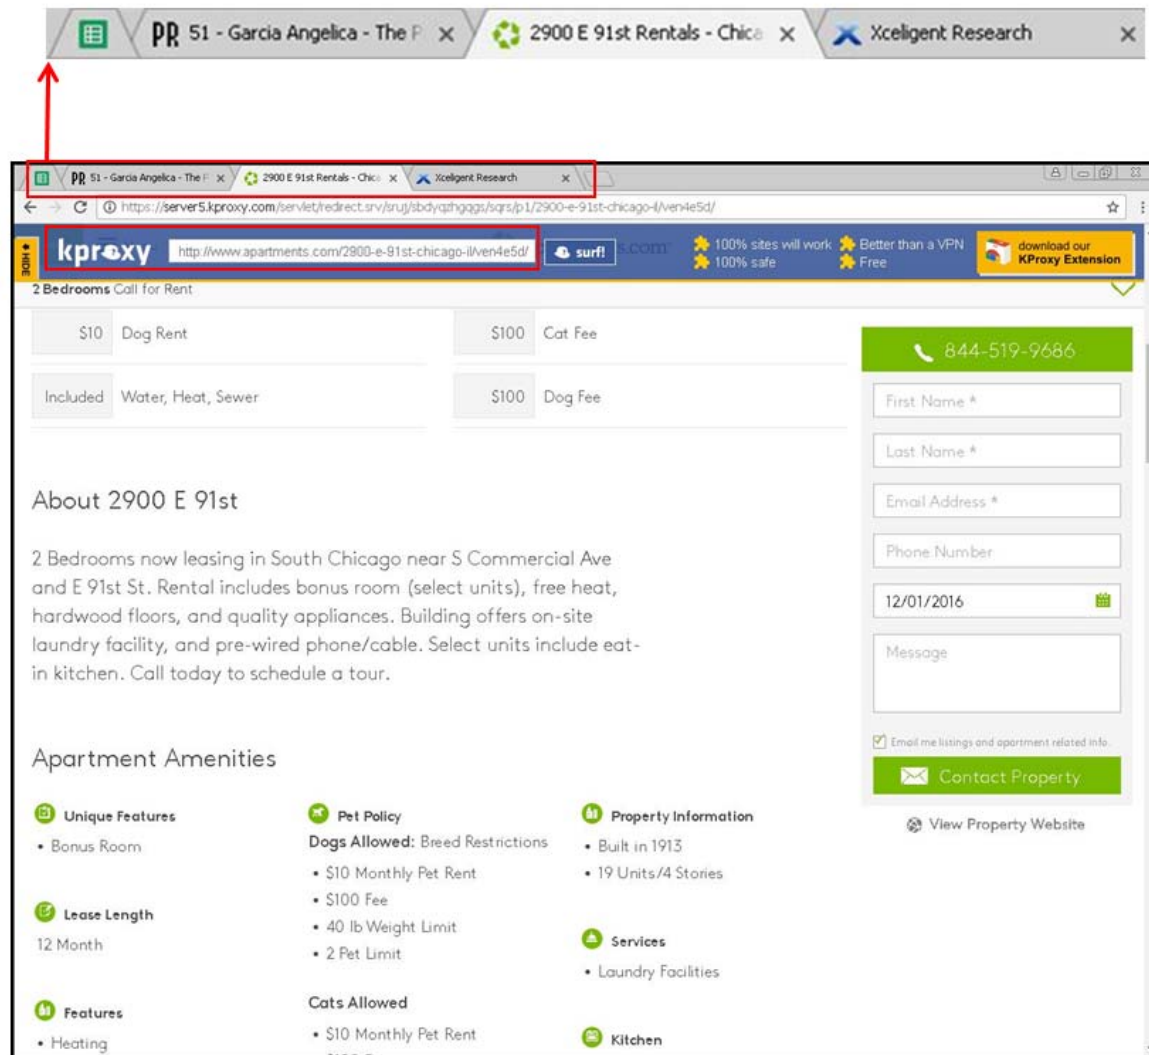 PR 51 - Garcia Angelica - The P
2900 E 91st Rentals - Chica
Xceligent Research
PR 51 - Garcia Angelica - The P
2900 E 91st Rentals - Chica
Xceligent Research
https://server5.kproxy.com/servlet/redirect.srv/sruj/sbdyqzhgqgs/sqrs/p1/2900-e-91st-chicago-il/ven4e5d/
HIDE
kproxy
http://www.apartments.com/2900-e-91st-chicago-il/ven4e5d/
surf!
100% sites will work
Better than a VPN
100% safe
Free
download our
KProxy Extension
2 Bedrooms Call for Rent
$10 Dog Rent
$100 Cat Fee
Included Water, Heat, Sewer
$100 Dog Fee
844-519-9686
First Name *
Last Name *
Email Address *
Phone Number
12/01/2016
Message
Email me listings and apartment related info.
Contact Property
View Property Website
About 2900 E 91st
2 Bedrooms now leasing in South Chicago near S Commercial Ave
and E 91st St. Rental includes bonus room (select units), free heat,
hardwood floors, and quality appliances. Building offers on-site
laundry facility, and pre-wired phone/cable. Select units include eat-
in kitchen. Call today to schedule a tour.
Apartment Amenities
Unique Features
• Bonus Room
Lease Length
12 Month
Features
• Heating
Pet Policy
Dogs Allowed: Breed Restrictions
• $10 Monthly Pet Rent
• $100 Fee
• 40 lb Weight Limit
• 2 Pet Limit
Cats Allowed
• $10 Monthly Pet Rent
Property Information
• Built in 1913
• 19 Units/4 Stories
Services
• Laundry Facilities
Kitchen